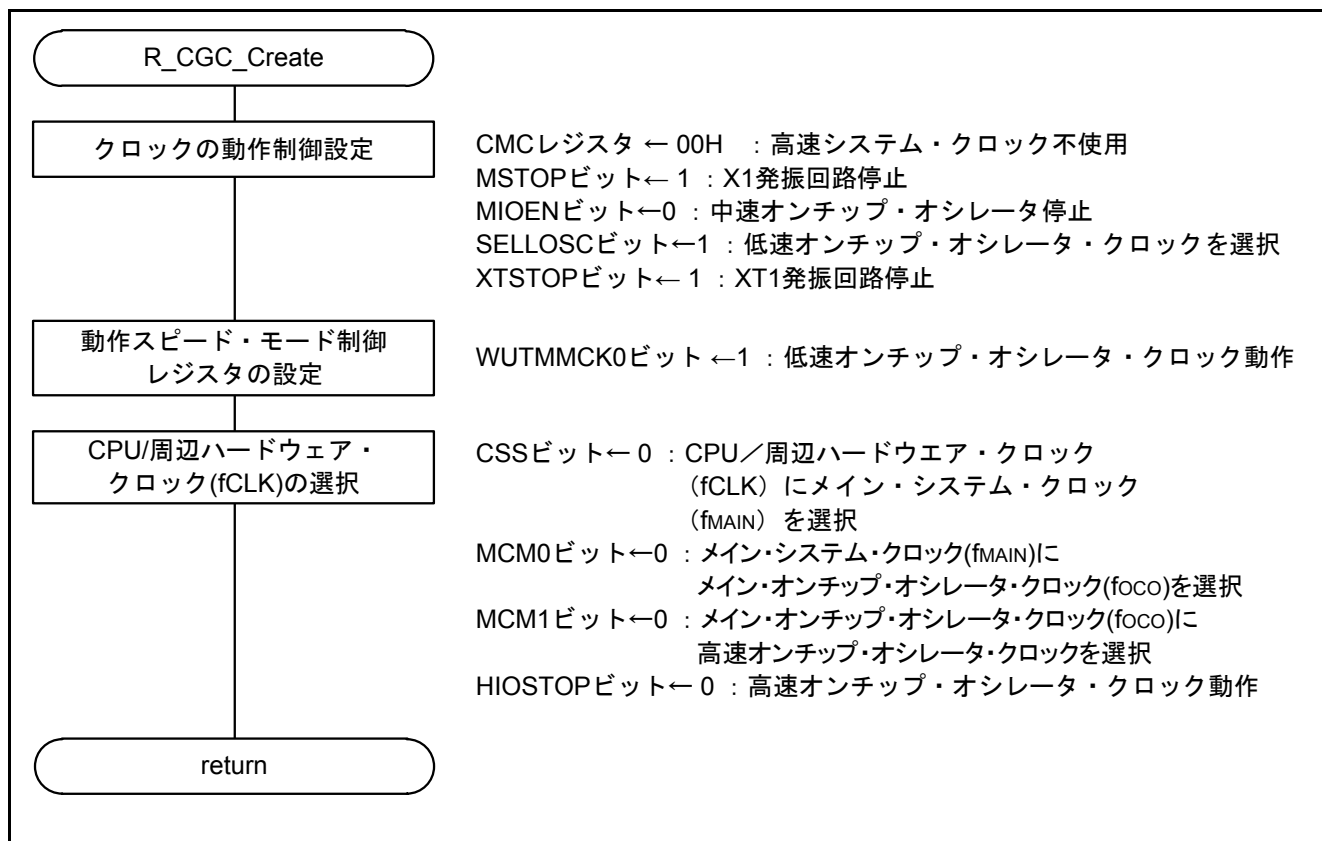 R_CGC_Create
クロックの動作制御設定
CMCレジスタ ← 00H ：高速システム・クロック不使用
MSTOPビット← 1 ：X1発振回路停止
MIOENビット←0 ：中速オンチップ・オシレータ停止
SELLOSCビット←1 ：低速オンチップ・オシレータ・クロックを選択
XTSTOPビット← 1 ：XT1発振回路停止
動作スピード・モード制御
レジスタの設定
WUTMMCK0ビット ←1 ：低速オンチップ・オシレータ・クロック動作
CPU/周辺ハードウェア・
クロック(fCLK)の選択
CSSビット← 0 ：CPU／周辺ハードウエア・クロック
（fCLK）にメイン・システム・クロック
（fMAIN）を選択
MCM0ビット←0 ：メイン・システム・クロック(fMAIN)に
メイン・オンチップ・オシレータ・クロック(fOCO)を選択
MCM1ビット←0 ：メイン・オンチップ・オシレータ・クロック(fOCO)に
高速オンチップ・オシレータ・クロックを選択
HIOSTOPビット← 0 ：高速オンチップ・オシレータ・クロック動作
return